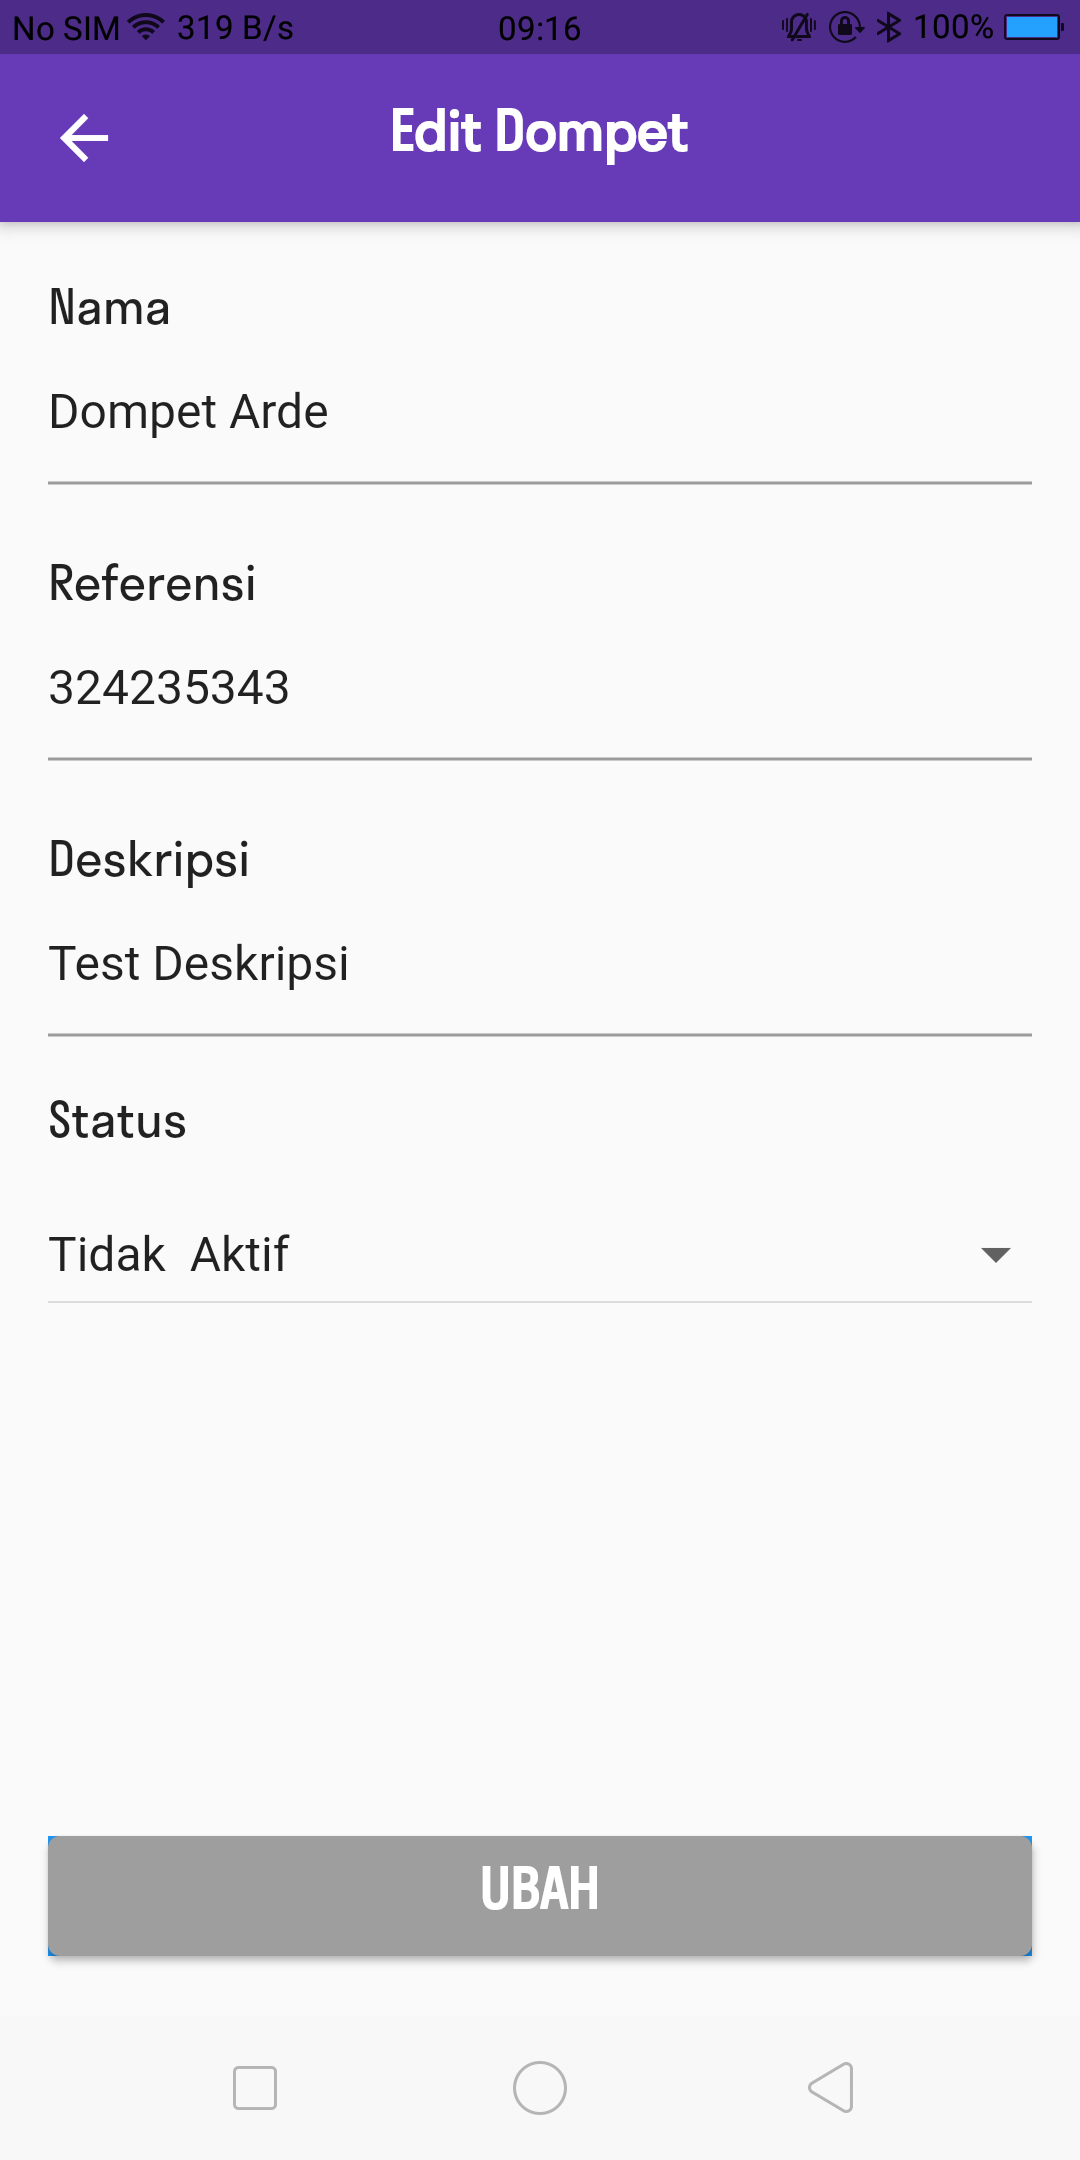 No SIM 319 B/s 09:16 100%
Edit Dompet
Nama
Dompet Arde
Referensi
324235343
Deskripsi
Test Deskripsi
Status
Tidak  Aktif
UBAH